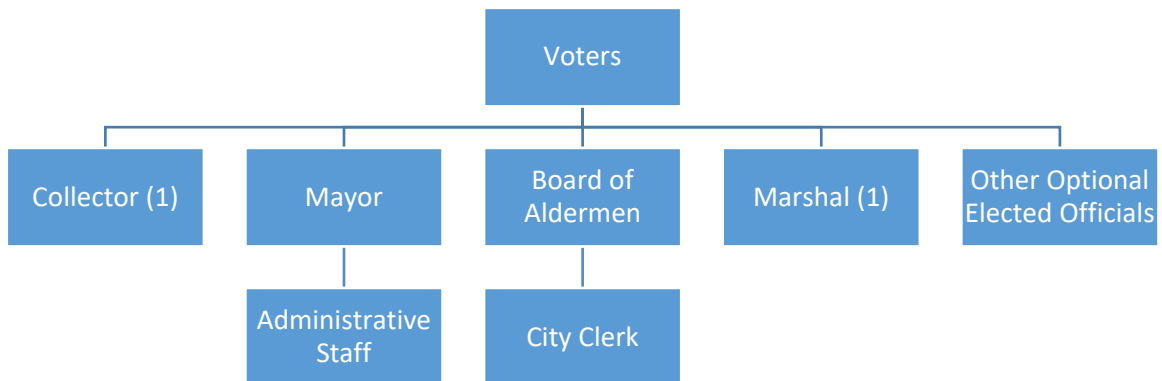 Voters
Collector (1)
Mayor
Board of
Aldermen
Marshal (1)
Other Optional
Elected Officials
Administrative
Staff
City Clerk